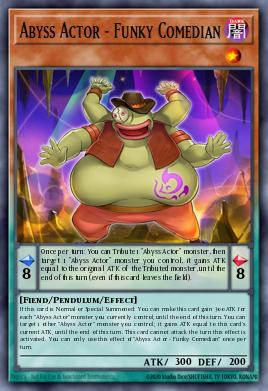 Abyss Actor - Funky Comedian
DARK
闇
Once per turn: You can Tribute 1 "Abyss Actor" monster, then
target 1 "Abyss Actor" monster you control; it gains ATK
equal to the original ATK of the Tributed monster, until the
end of this turn (even if this card leaves the field).
8
8
[Fiend/Pendulum/Effect]
If this card is Normal or Special Summoned: You can make this card gain 300 ATK for
each "Abyss Actor" monster you currently control, until the end of this turn. You can
target 1 other "Abyss Actor" monster you control; it gains ATK equal to this card's
current ATK, until the end of this turn. This card cannot attack the turn this effect is
activated. You can only use this effect of "Abyss Actor - Funky Comedian" once per
turn.
ATK/ 300 DEF/ 200